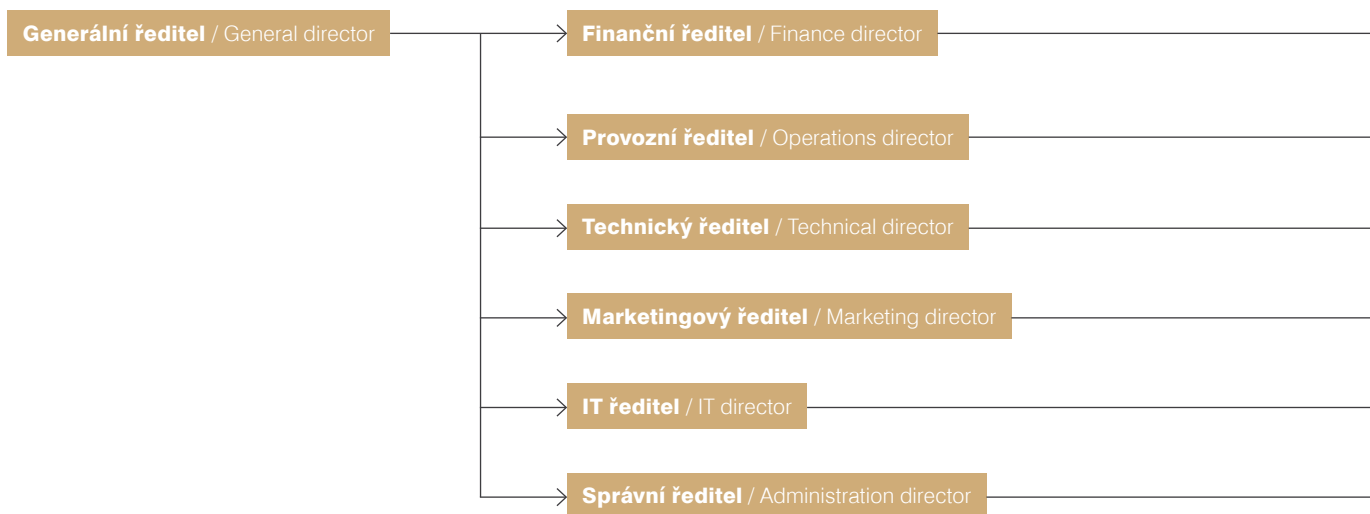 Generální ředitel / General director
Finanční ředitel / Finance director
Provozní ředitel / Operations director
Technický ředitel / Technical director
Marketingový ředitel / Marketing director
IT ředitel / IT director
Správní ředitel / Administration director